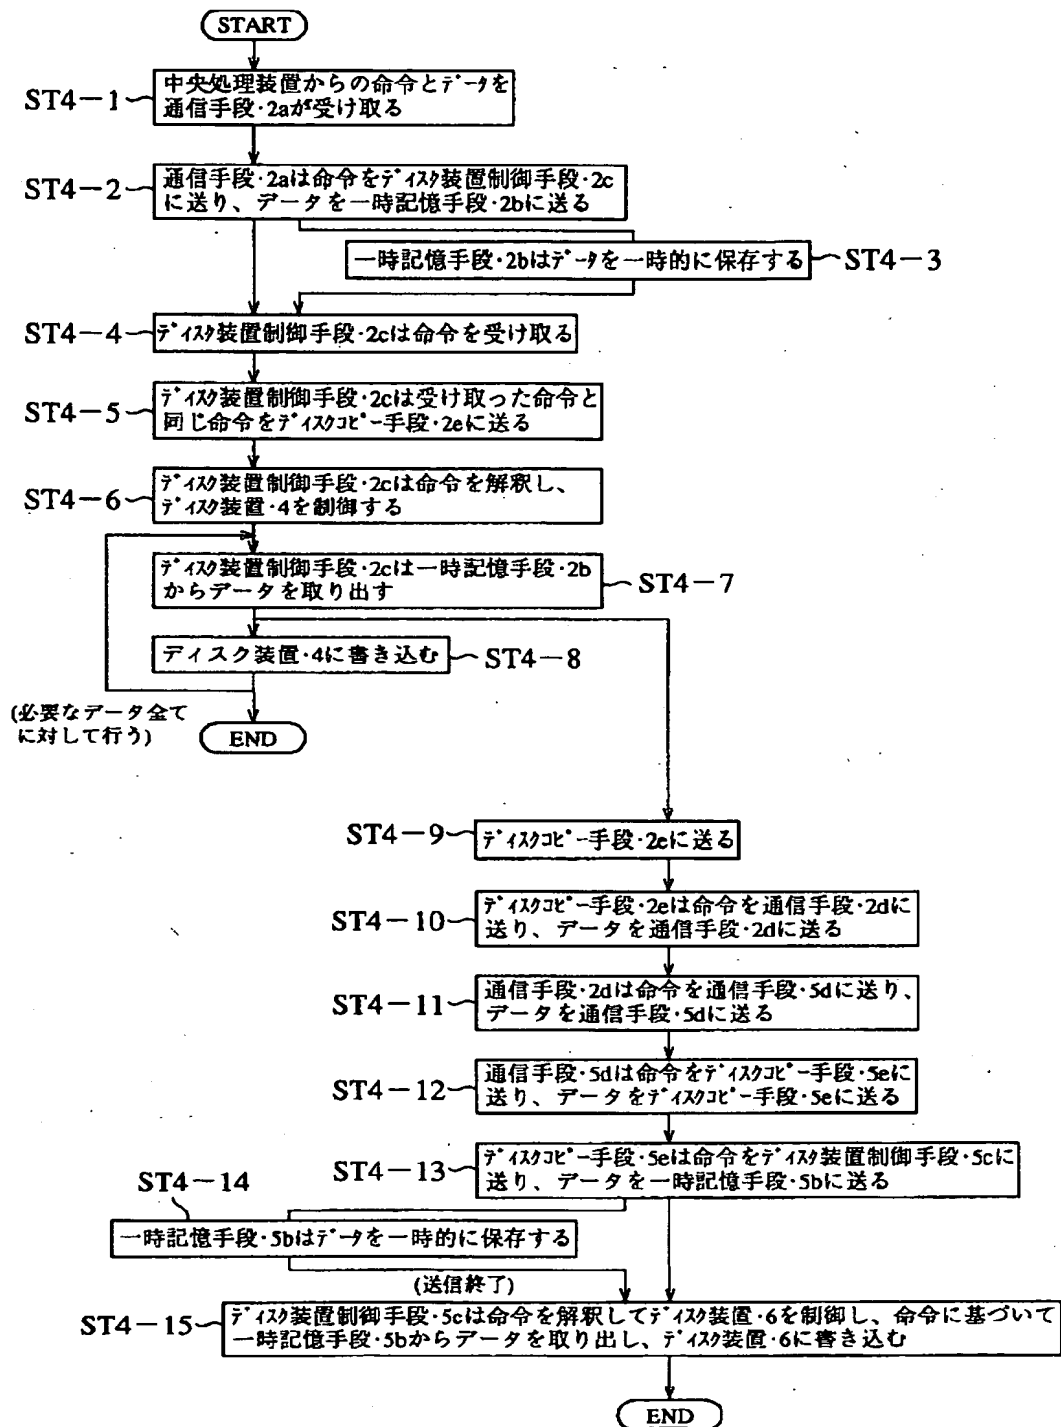 START
ST4-1
中央処理装置からの命令とデータを
通信手段・2aが受け取る
ST4-2
通信手段・2aは命令をディスク装置制御手段・2c
に送り、データを一時記憶手段・2bに送る
一時記憶手段・2bはデータを一時的に保存する
ST4-3
ST4-4
ディスク装置制御手段・2cは命令を受け取る
ST4-5
ディスク装置制御手段・2cは受け取った命令と
同じ命令をディスクコピー手段・2eに送る
ST4-6
ディスク装置制御手段・2cは命令を解釈し、
ディスク装置・4を制御する
ディスク装置制御手段・2cは一時記憶手段・2b
からデータを取り出す
ST4-7
ディスク装置・4に書き込む
ST4-8
(必要なデータ全て
に対して行う)
END
ST4-9
ディスクコピー手段・2eに送る
ST4-10
ディスクコピー手段・2eは命令を通信手段・2dに
送り、データを通信手段・2dに送る
ST4-11
通信手段・2dは命令を通信手段・5dに送り、
データを通信手段・5dに送る
ST4-12
通信手段・5dは命令をディスクコピー手段・5eに
送り、データをディスクコピー手段・5eに送る
ST4-13
ディスクコピー手段・5eは命令をディスク装置制御手段・5cに
送り、データを一時記憶手段・5bに送る
ST4-14
一時記憶手段・5bはデータを一時的に保存する
(送信終了)
ST4-15
ディスク装置制御手段・5cは命令を解釈してディスク装置・6を制御し、命令に基づいて
一時記憶手段・5bからデータを取り出し、ディスク装置・6に書き込む
END